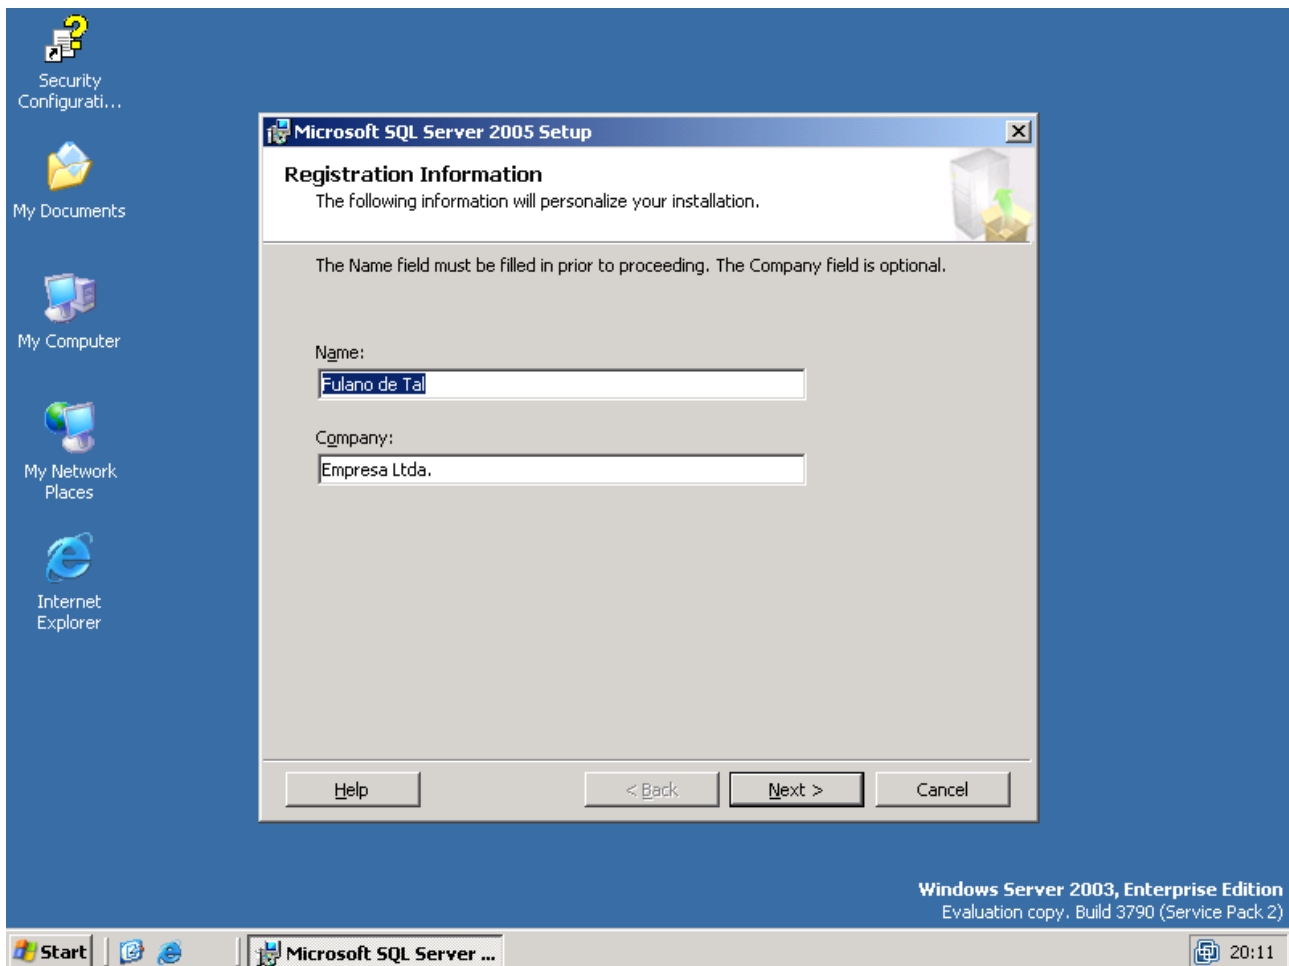 Security
Configurati...
My Documents
My Computer
My Network
Places
Internet
Explorer
Microsoft SQL Server 2005 Setup
Registration Information
The following information will personalize your installation.
The Name field must be filled in prior to proceeding. The Company field is optional.
Name:
Fulano de Tal
Company:
Empresa Ltda.
Help
< Back
Next >
Cancel
Windows Server 2003, Enterprise Edition
Evaluation copy. Build 3790 (Service Pack 2)
Start
Microsoft SQL Server ...
20:11